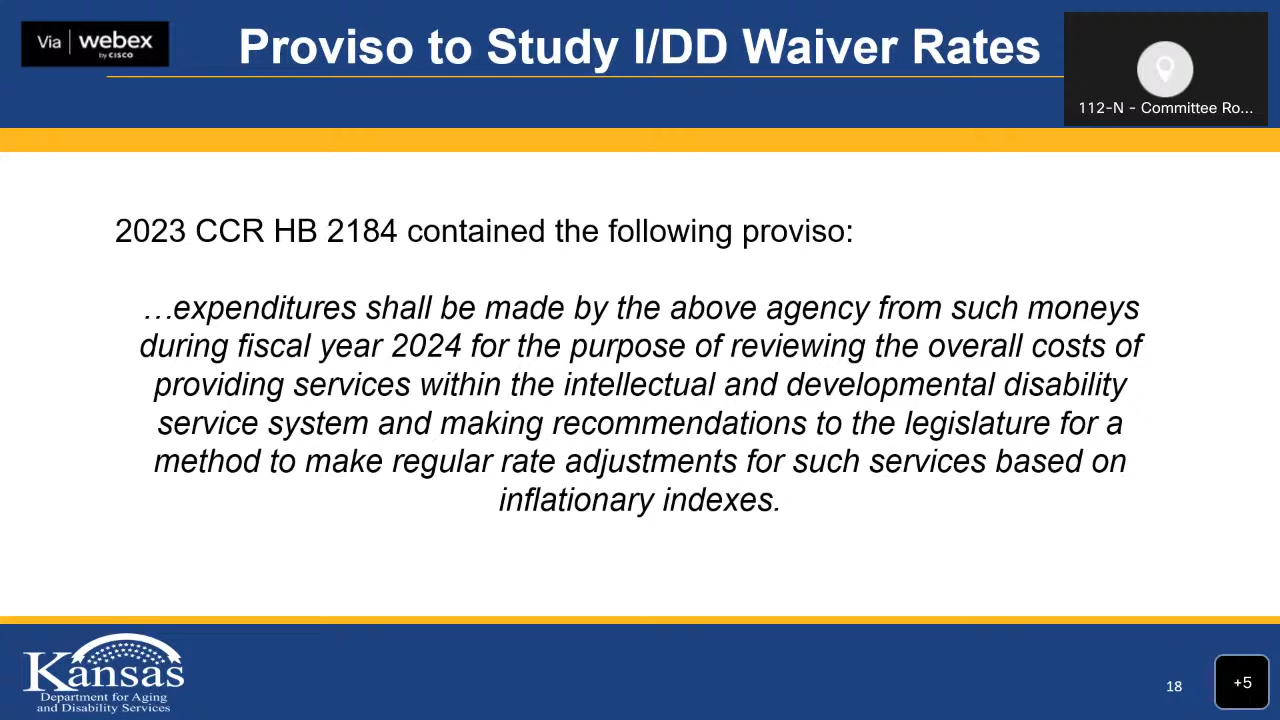 Via webex
by CISCO
Proviso to Study I/DD Waiver Rates
112-N - Committee Ro...
2023 CCR HB 2184 contained the following proviso:
…expenditures shall be made by the above agency from such moneys
during fiscal year 2024 for the purpose of reviewing the overall costs of
providing services within the intellectual and developmental disability
service system and making recommendations to the legislature for a
method to make regular rate adjustments for such services based on
inflationary indexes.
Kansas
Department for Aging
and Disability Services
18
+5